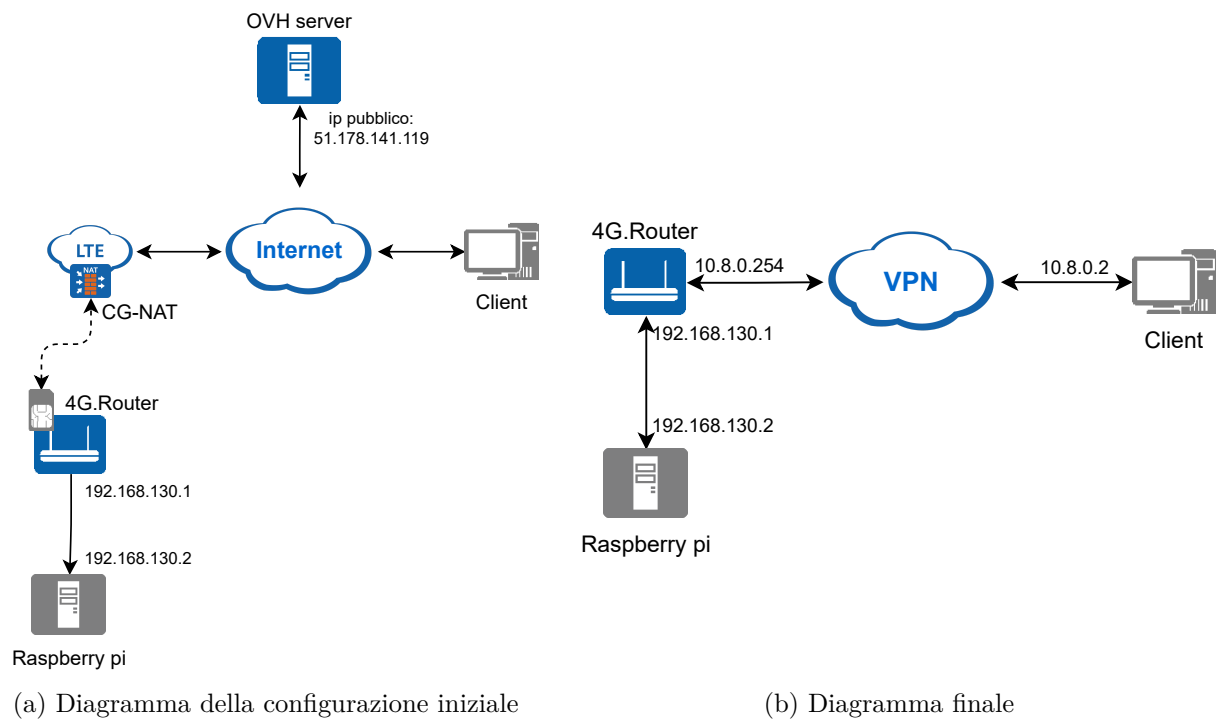 OVH server
ip pubblico:
51.178.141.119
LTE
NAT
CG-NAT
Internet
Client
4G.Router
192.168.130.1
192.168.130.2
Raspberry pi
(a) Diagramma della configurazione iniziale
4G.Router
10.8.0.254
VPN
10.8.0.2
Client
192.168.130.1
192.168.130.2
Raspberry pi
(b) Diagramma finale